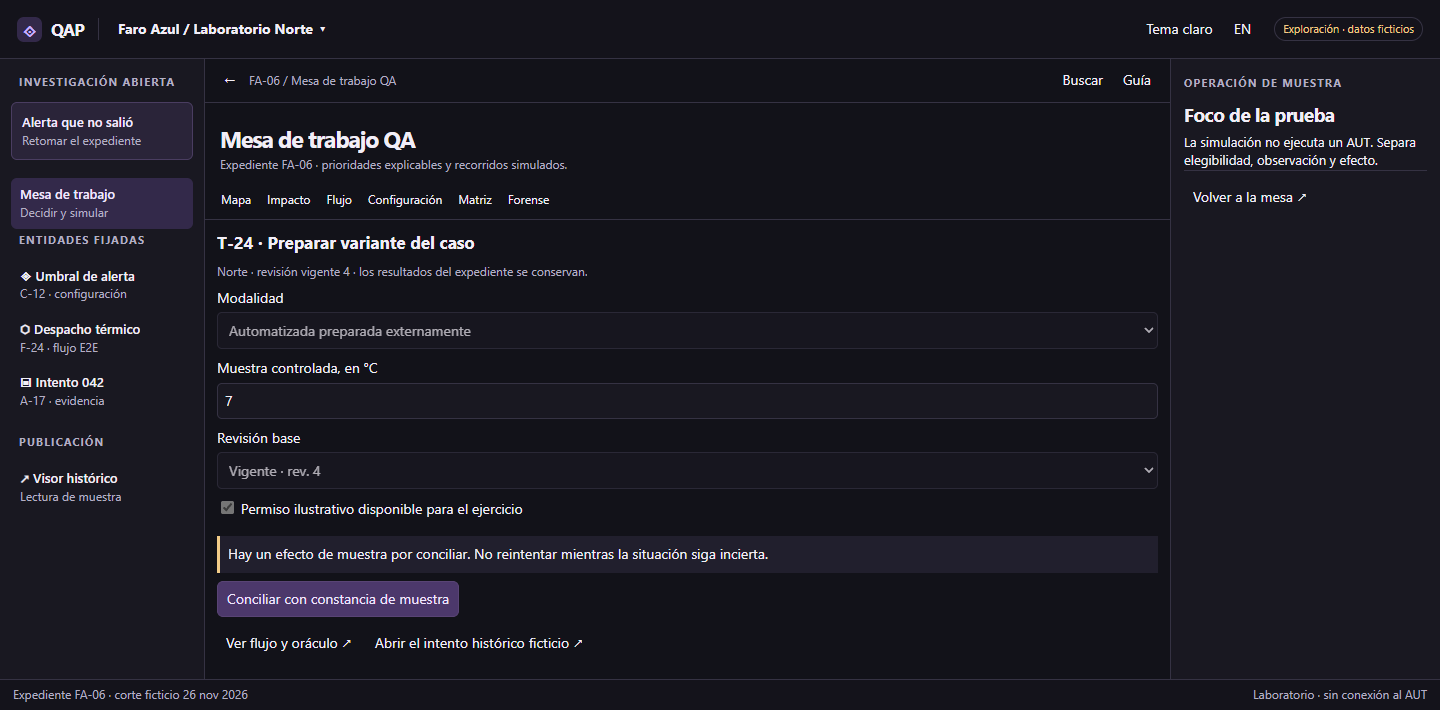 QAP
Faro Azul / Laboratorio Norte ▾
Tema claro
EN
Exploración · datos ficticios
INVESTIGACIÓN ABIERTA
Alerta que no salió
Retomar el expediente
Mesa de trabajo
Decidir y simular
ENTIDADES FIJADAS
◈ Umbral de alerta
C-12 · configuración
⬡ Despacho térmico
F-24 · flujo E2E
Intento 042
A-17 · evidencia
PUBLICACIÓN
↗ Visor histórico
Lectura de muestra
← FA-06 / Mesa de trabajo QA
Buscar
Guía
Mesa de trabajo QA
Expediente FA-06 · prioridades explicables y recorridos simulados.
Mapa Impacto Flujo Configuración Matriz Forense
T-24 · Preparar variante del caso
Norte · revisión vigente 4 · los resultados del expediente se conservan.
Modalidad
Automatizada preparada externamente
Muestra controlada, en °C
7
Revisión base
Vigente · rev. 4
Permiso ilustrativo disponible para el ejercicio
Hay un efecto de muestra por conciliar. No reintentar mientras la situación siga incierta.
Conciliar con constancia de muestra
Ver flujo y oráculo ↗ Abrir el intento histórico ficticio ↗
OPERACIÓN DE MUESTRA
Foco de la prueba
La simulación no ejecuta un AUT. Separa
elegibilidad, observación y efecto.
Volver a la mesa ↗
Expediente FA-06 · corte ficticio 26 nov 2026
Laboratorio · sin conexión al AUT